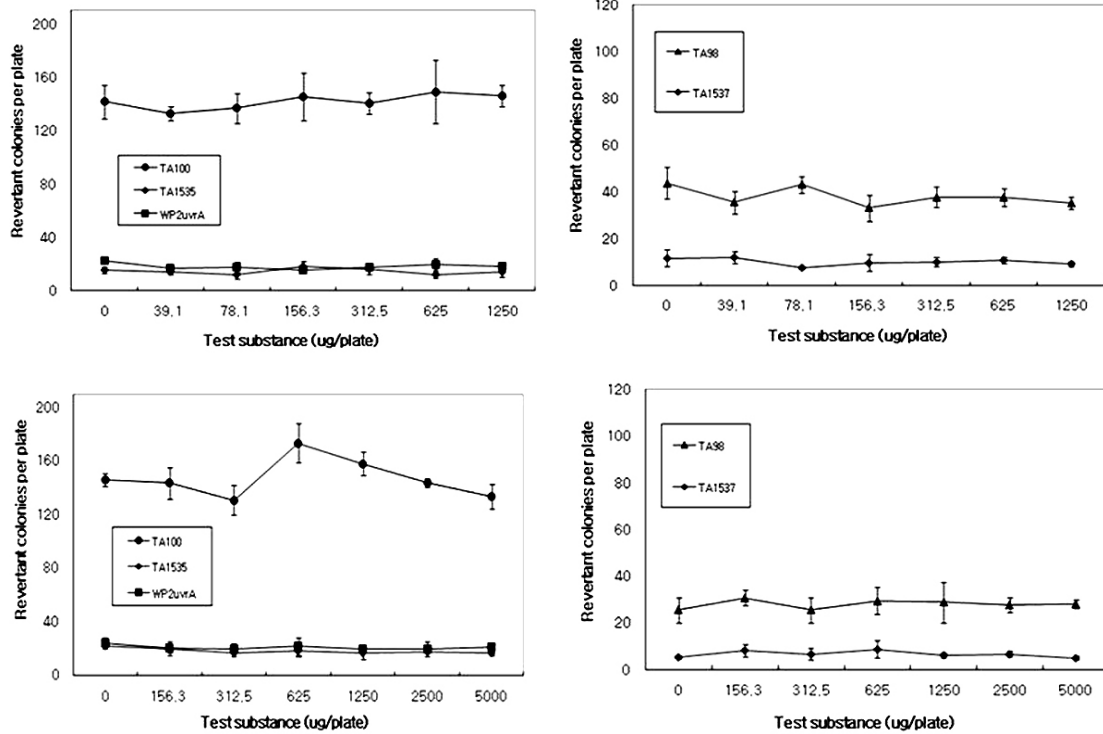 Revertant colonies per plate
200
160
120
80
40
0
TA100
TA1535
WP2uvrA
0 39,1 78,1 156,3 312,5 625 1250
Test substance (ug/plate)
Revertant colonies per plate
120
100
80
60
40
20
0
TA98
TA1537
0 39,1 78,1 156,3 312,5 625 1250
Test substance (ug/plate)
Revertant colonies per plate
200
160
120
80
40
0
TA100
TA1535
WP2uvrA
0 156,3 312,5 625 1250 2500 5000
Test substance (ug/plate)
Revertant colonies per plate
120
100
80
60
40
20
0
TA98
TA1537
0 156,3 312,5 625 1250 2500 5000
Test substance (ug/plate)